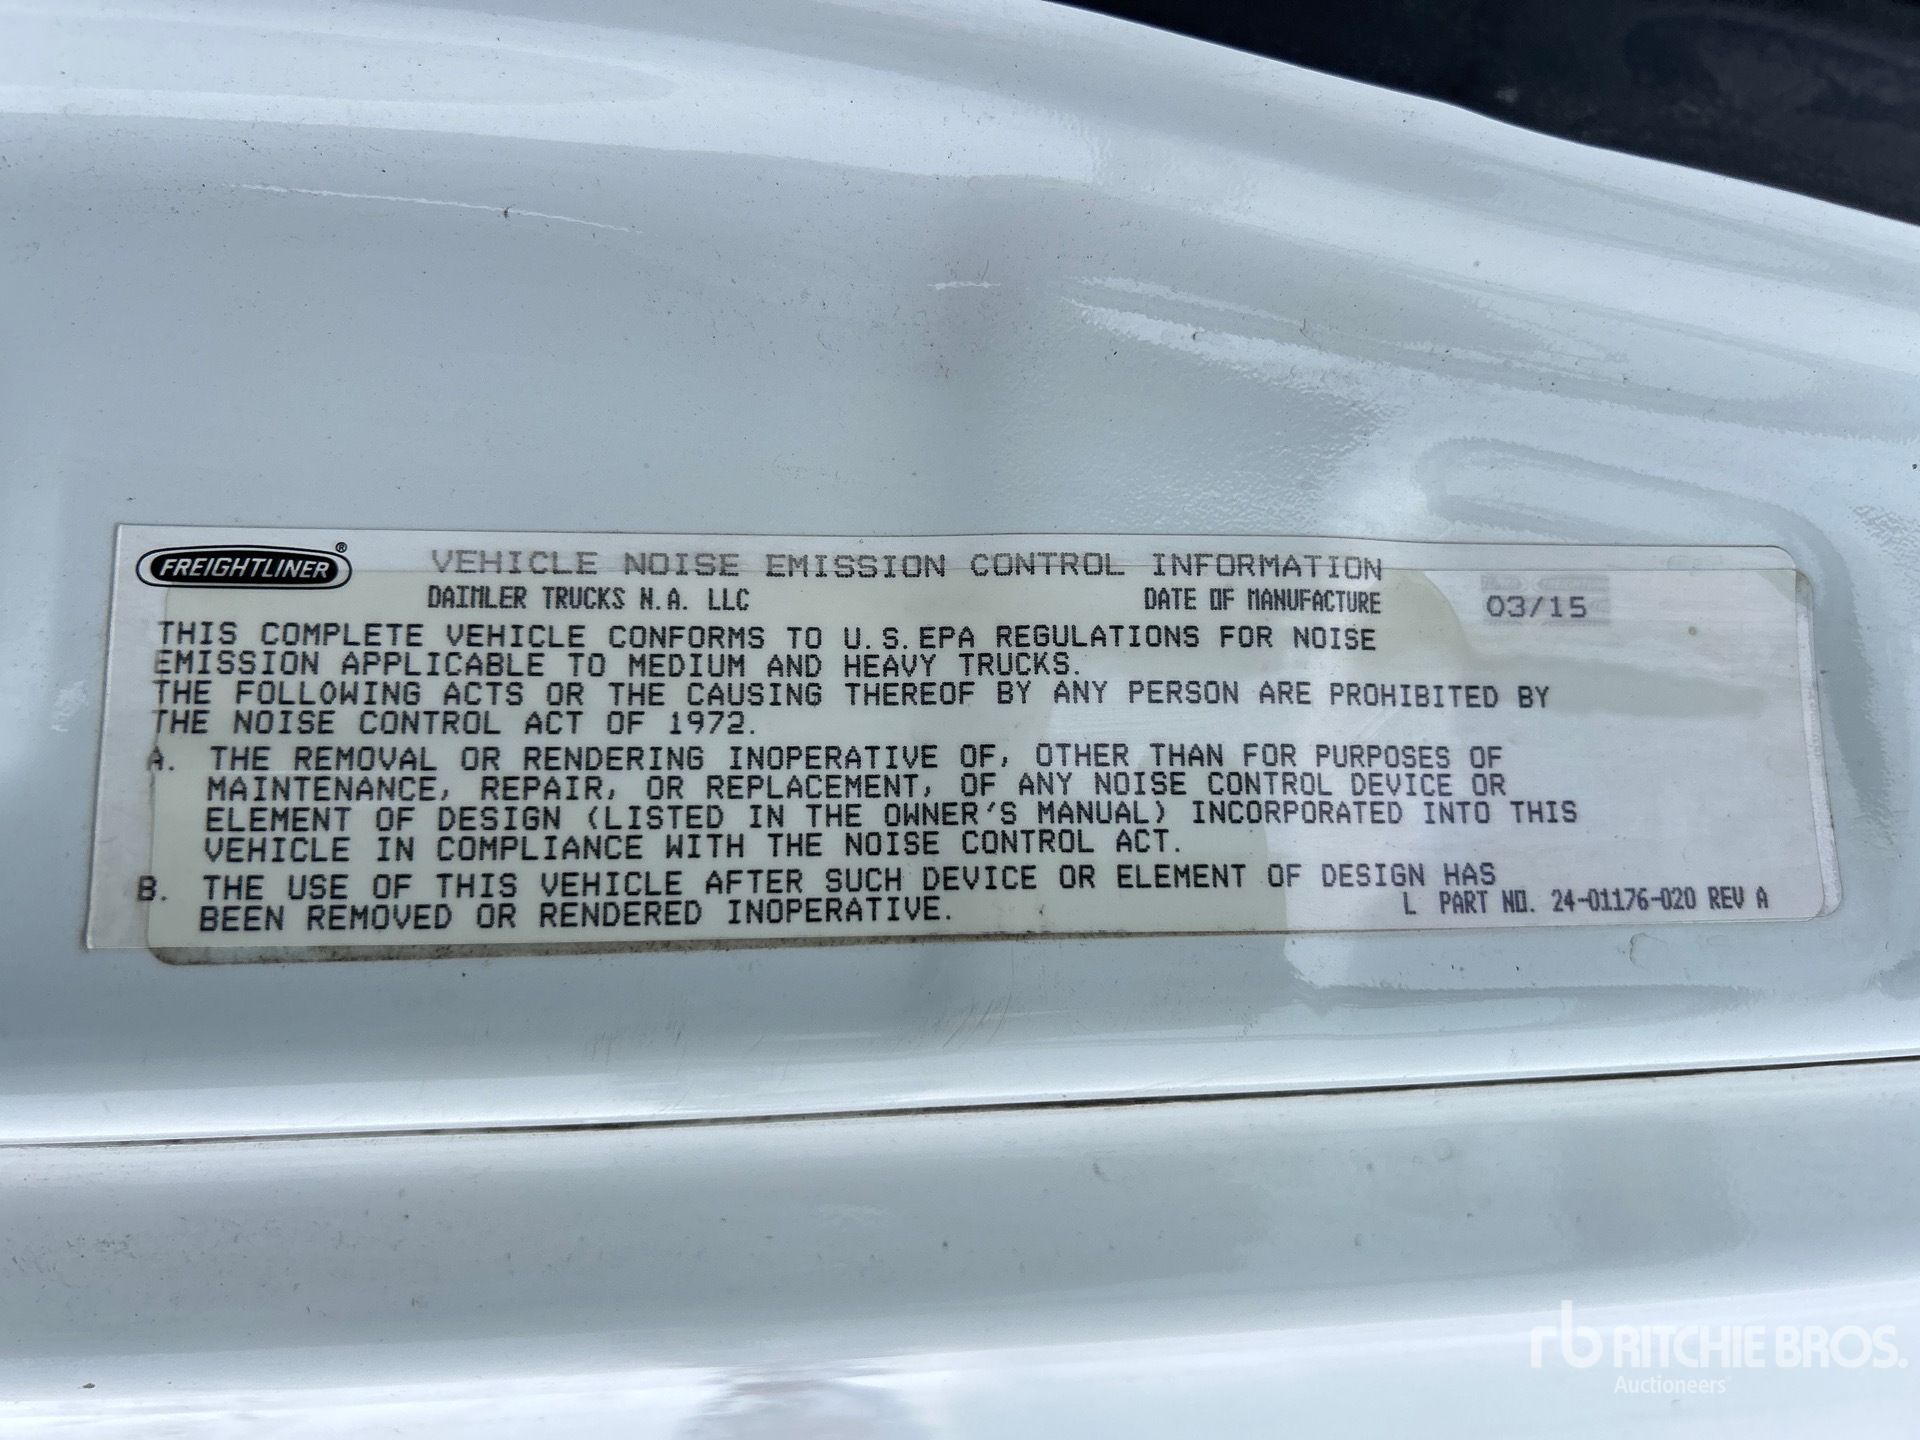 FREIGHTLINER®
VEHICLE NOISE EMISSION CONTROL INFORMATION
DAIMLER TRUCKS N.A. LLC DATE OF MANUFACTURE 03/15
THIS COMPLETE VEHICLE CONFORMS TO U.S.EPA REGULATIONS FOR NOISE
EMISSION APPLICABLE TO MEDIUM AND HEAVY TRUCKS.
THE FOLLOWING ACTS OR THE CAUSING THEREOF BY ANY PERSON ARE PROHIBITED BY
THE NOISE CONTROL ACT OF 1972.
A. THE REMOVAL OR RENDERING INOPERATIVE OF, OTHER THAN FOR PURPOSES OF
MAINTENANCE, REPAIR, OR REPLACEMENT, OF ANY NOISE CONTROL DEVICE OR
ELEMENT OF DESIGN (LISTED IN THE OWNER'S MANUAL) INCORPORATED INTO THIS
VEHICLE IN COMPLIANCE WITH THE NOISE CONTROL ACT.
B. THE USE OF THIS VEHICLE AFTER SUCH DEVICE OR ELEMENT OF DESIGN HAS
BEEN REMOVED OR RENDERED INOPERATIVE.
L PART NO. 24-01176-020 REV A
rb RITCHIE BROS.
Auctioneers